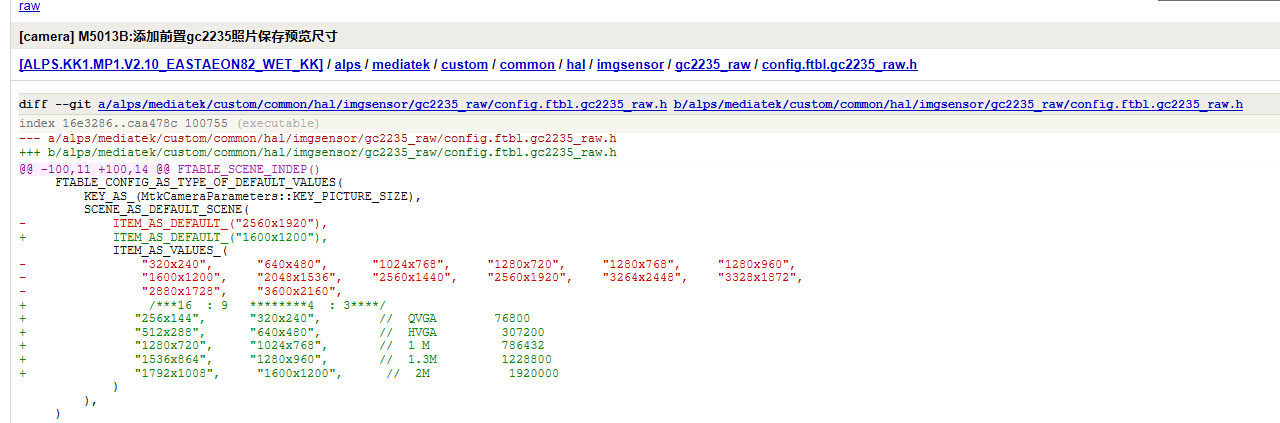 raw
[camera] M5013B:添加前置gc2235照片保存预览尺寸
[ALPS.KK1.MP1.V2.10_EASTAEON82_WET_KK] / alps / mediatek / custom / common / hal / imgsensor / gc2235_raw / config.ftbl.gc2235_raw.h
diff --git a/alps/mediatek/custom/common/hal/imgsensor/gc2235_raw/config.ftbl.gc2235_raw.h b/alps/mediatek/custom/common/hal/imgsensor/gc2235_raw/config.ftbl.gc2235_raw.h
index 16e3286..caa478c 100755 (executable)
--- a/alps/mediatek/custom/common/hal/imgsensor/gc2235_raw/config.ftbl.gc2235_raw.h
+++ b/alps/mediatek/custom/common/hal/imgsensor/gc2235_raw/config.ftbl.gc2235_raw.h
@@ -100,11 +100,14 @@ FTABLE_SCENE_INDEP()
     FTABLE_CONFIG_AS_TYPE_OF_DEFAULT_VALUES(
         KEY_AS_(MtkCameraParameters::KEY_PICTURE_SIZE),
         SCENE_AS_DEFAULT_SCENE(
-            ITEM_AS_DEFAULT_("2560x1920"),
+            ITEM_AS_DEFAULT_("1600x1200"),
             ITEM_AS_VALUES_(
-                "320x240",      "640x480",      "1024x768",     "1280x720",     "1280x768",     "1280x960",
-                "1600x1200",    "2048x1536",    "2560x1440",    "2560x1920",    "3264x2448",    "3328x1872",
-                "2880x1728",    "3600x2160",
+                 /***16  : 9   ********4  : 3****/
+               "256x144",      "320x240",        //  QVGA        76800
+               "512x288",      "640x480",        //  HVGA         307200
+               "1280x720",     "1024x768",       //  1 M          786432
+               "1536x864",     "1280x960",       //  1.3M         1228800
+               "1792x1008",     "1600x1200",      //  2M           1920000
             )
         ),
     )